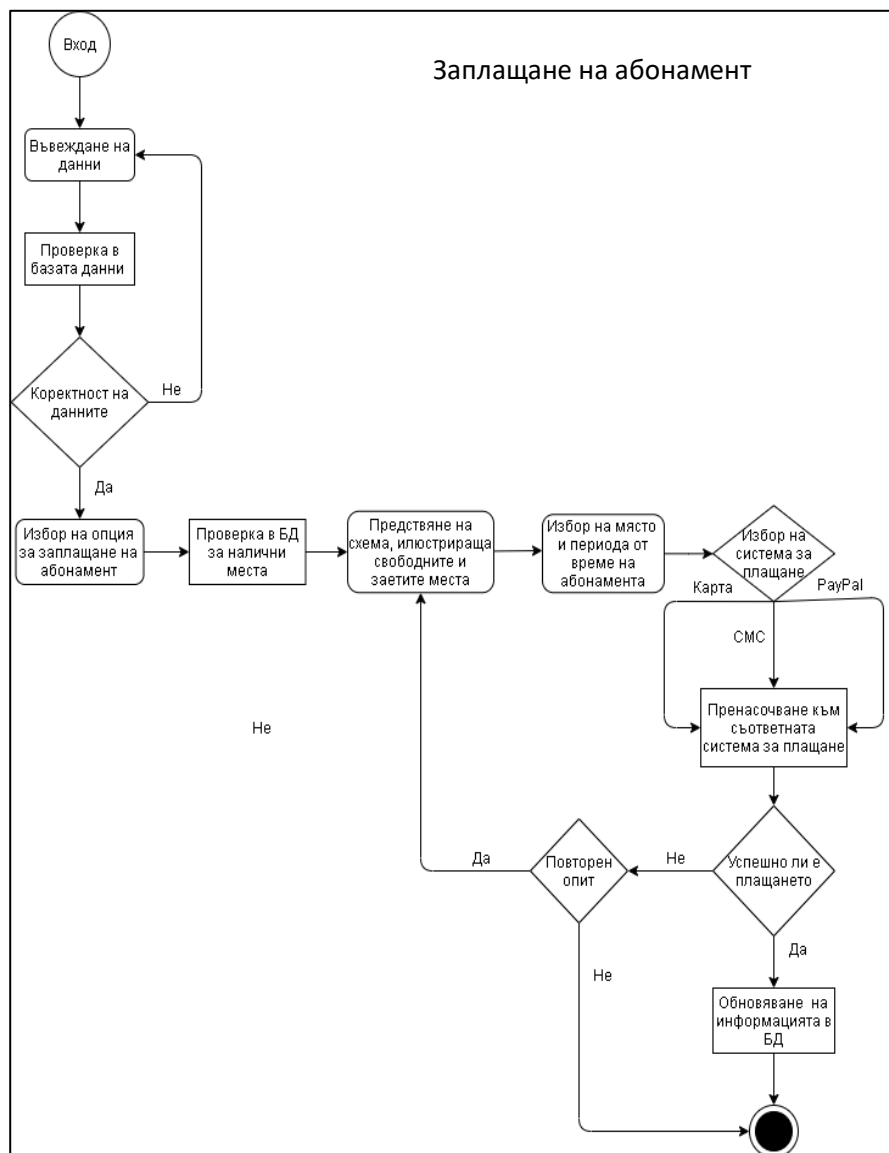 Вход
Заплащане на абонамент
Въвеждане на
данни
Проверка в
базата данни
Коректност на
данните
Не
Да
Избор на опция
за заплащане на
абонамент
Проверка в БД
за налични
места
Предствяне на
схема, илюстрираща
свободните и
заетите места
Избор на място
и периода от
време на
абонамента
Избор на
система за
плащане
Карта
PayPal
СМС
Пренасочване към
съответната
система за плащане
Не
Успешно ли е
плащането
Не
Повторен
опит
Да
Да
Не
Обновяване на
информацията в
БД